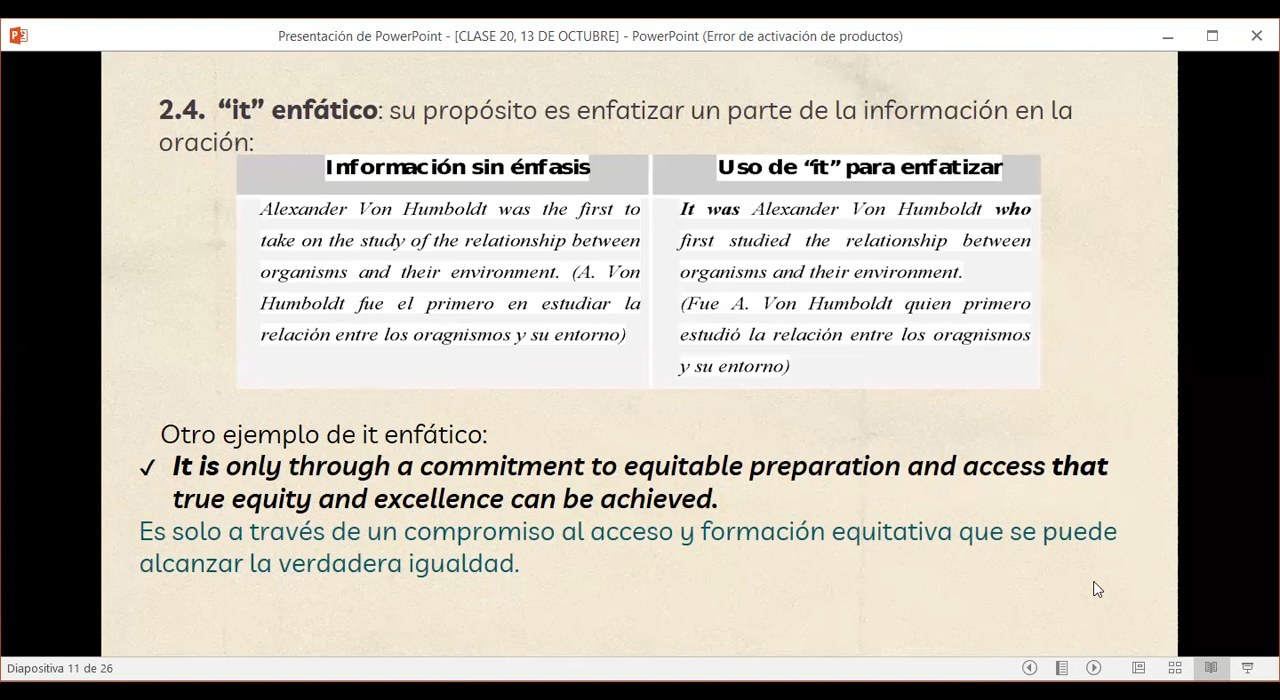 Presentación de PowerPoint - [CLASE 20, 13 DE OCTUBRE] - PowerPoint (Error de activación de productos)
2.4. “it” enfático: su propósito es enfatizar un parte de la información en la
oración:
Información sin énfasis
Alexander Von Humboldt was the first to
take on the study of the relationship between
organisms and their environment. (A. Von
Humboldt fue el primero en estudiar la
relación entre los oragnismos y su entorno)
Uso de “it” para enfatizar
It was Alexander Von Humboldt who
first studied the relationship between
organisms and their environment.
(Fue A. Von Humboldt quien primero
estudió la relación entre los oragnismos
y su entorno)
Otro ejemplo de it enfático:
✓ It is only through a commitment to equitable preparation and access that
true equity and excellence can be achieved.
Es solo a través de un compromiso al acceso y formación equitativa que se puede
alcanzar la verdadera igualdad.
Diapositiva 11 de 26